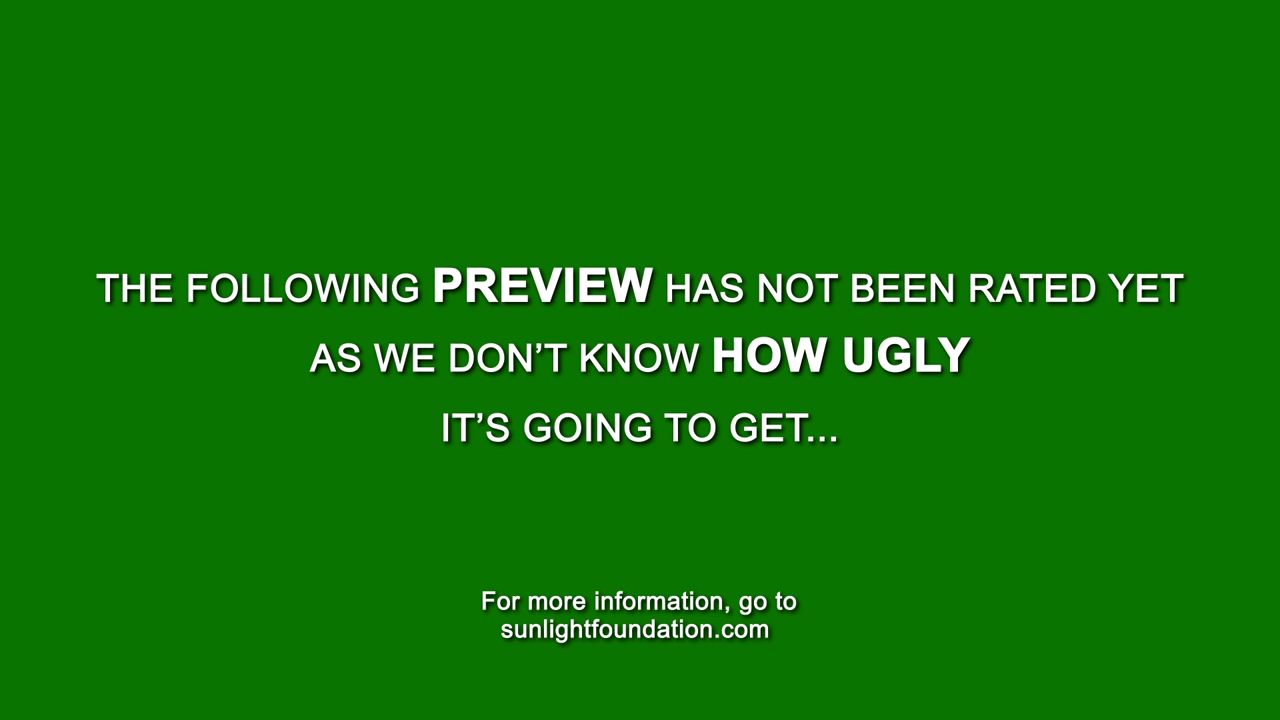 THE FOLLOWING PREVIEW HAS NOT BEEN RATED YET
AS WE DON’T KNOW HOW UGLY
IT’S GOING TO GET...
For more information, go to
sunlightfoundation.com